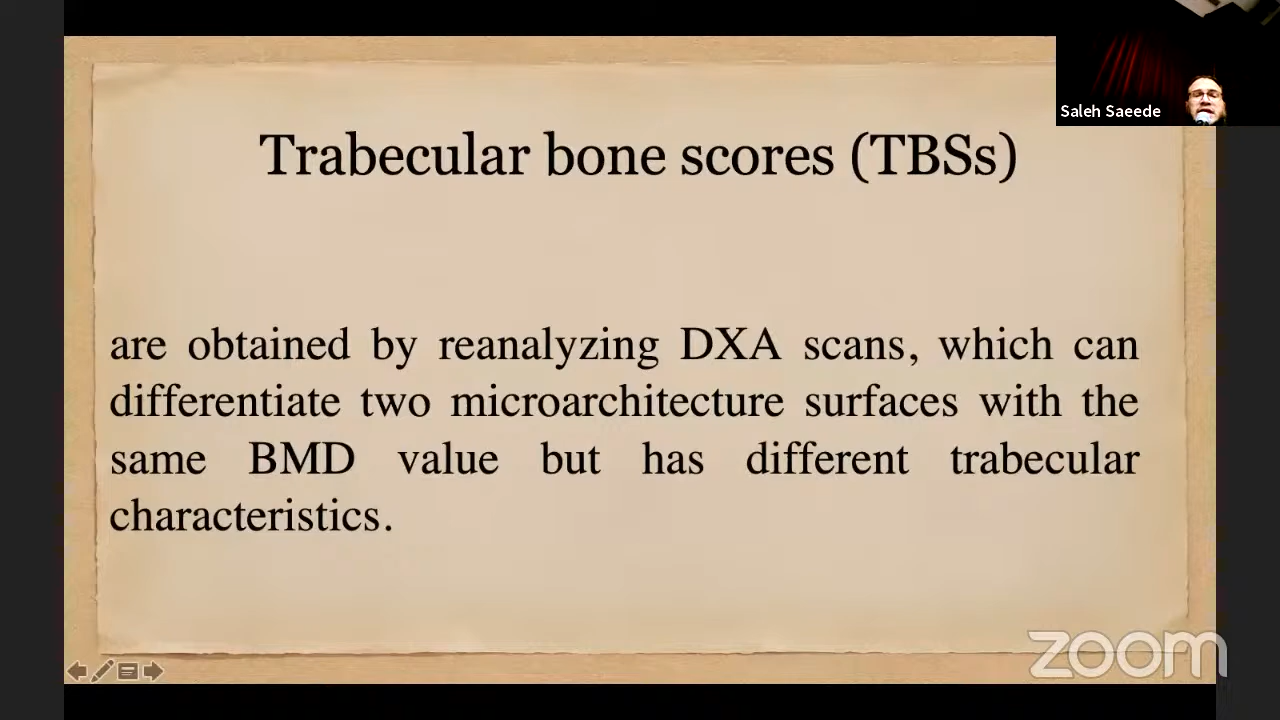 Saleh Saeede
Trabecular bone scores (TBSs)
are obtained by reanalyzing DXA scans, which can
differentiate two microarchitecture surfaces with the
same BMD value but has different trabecular
characteristics.
zoom